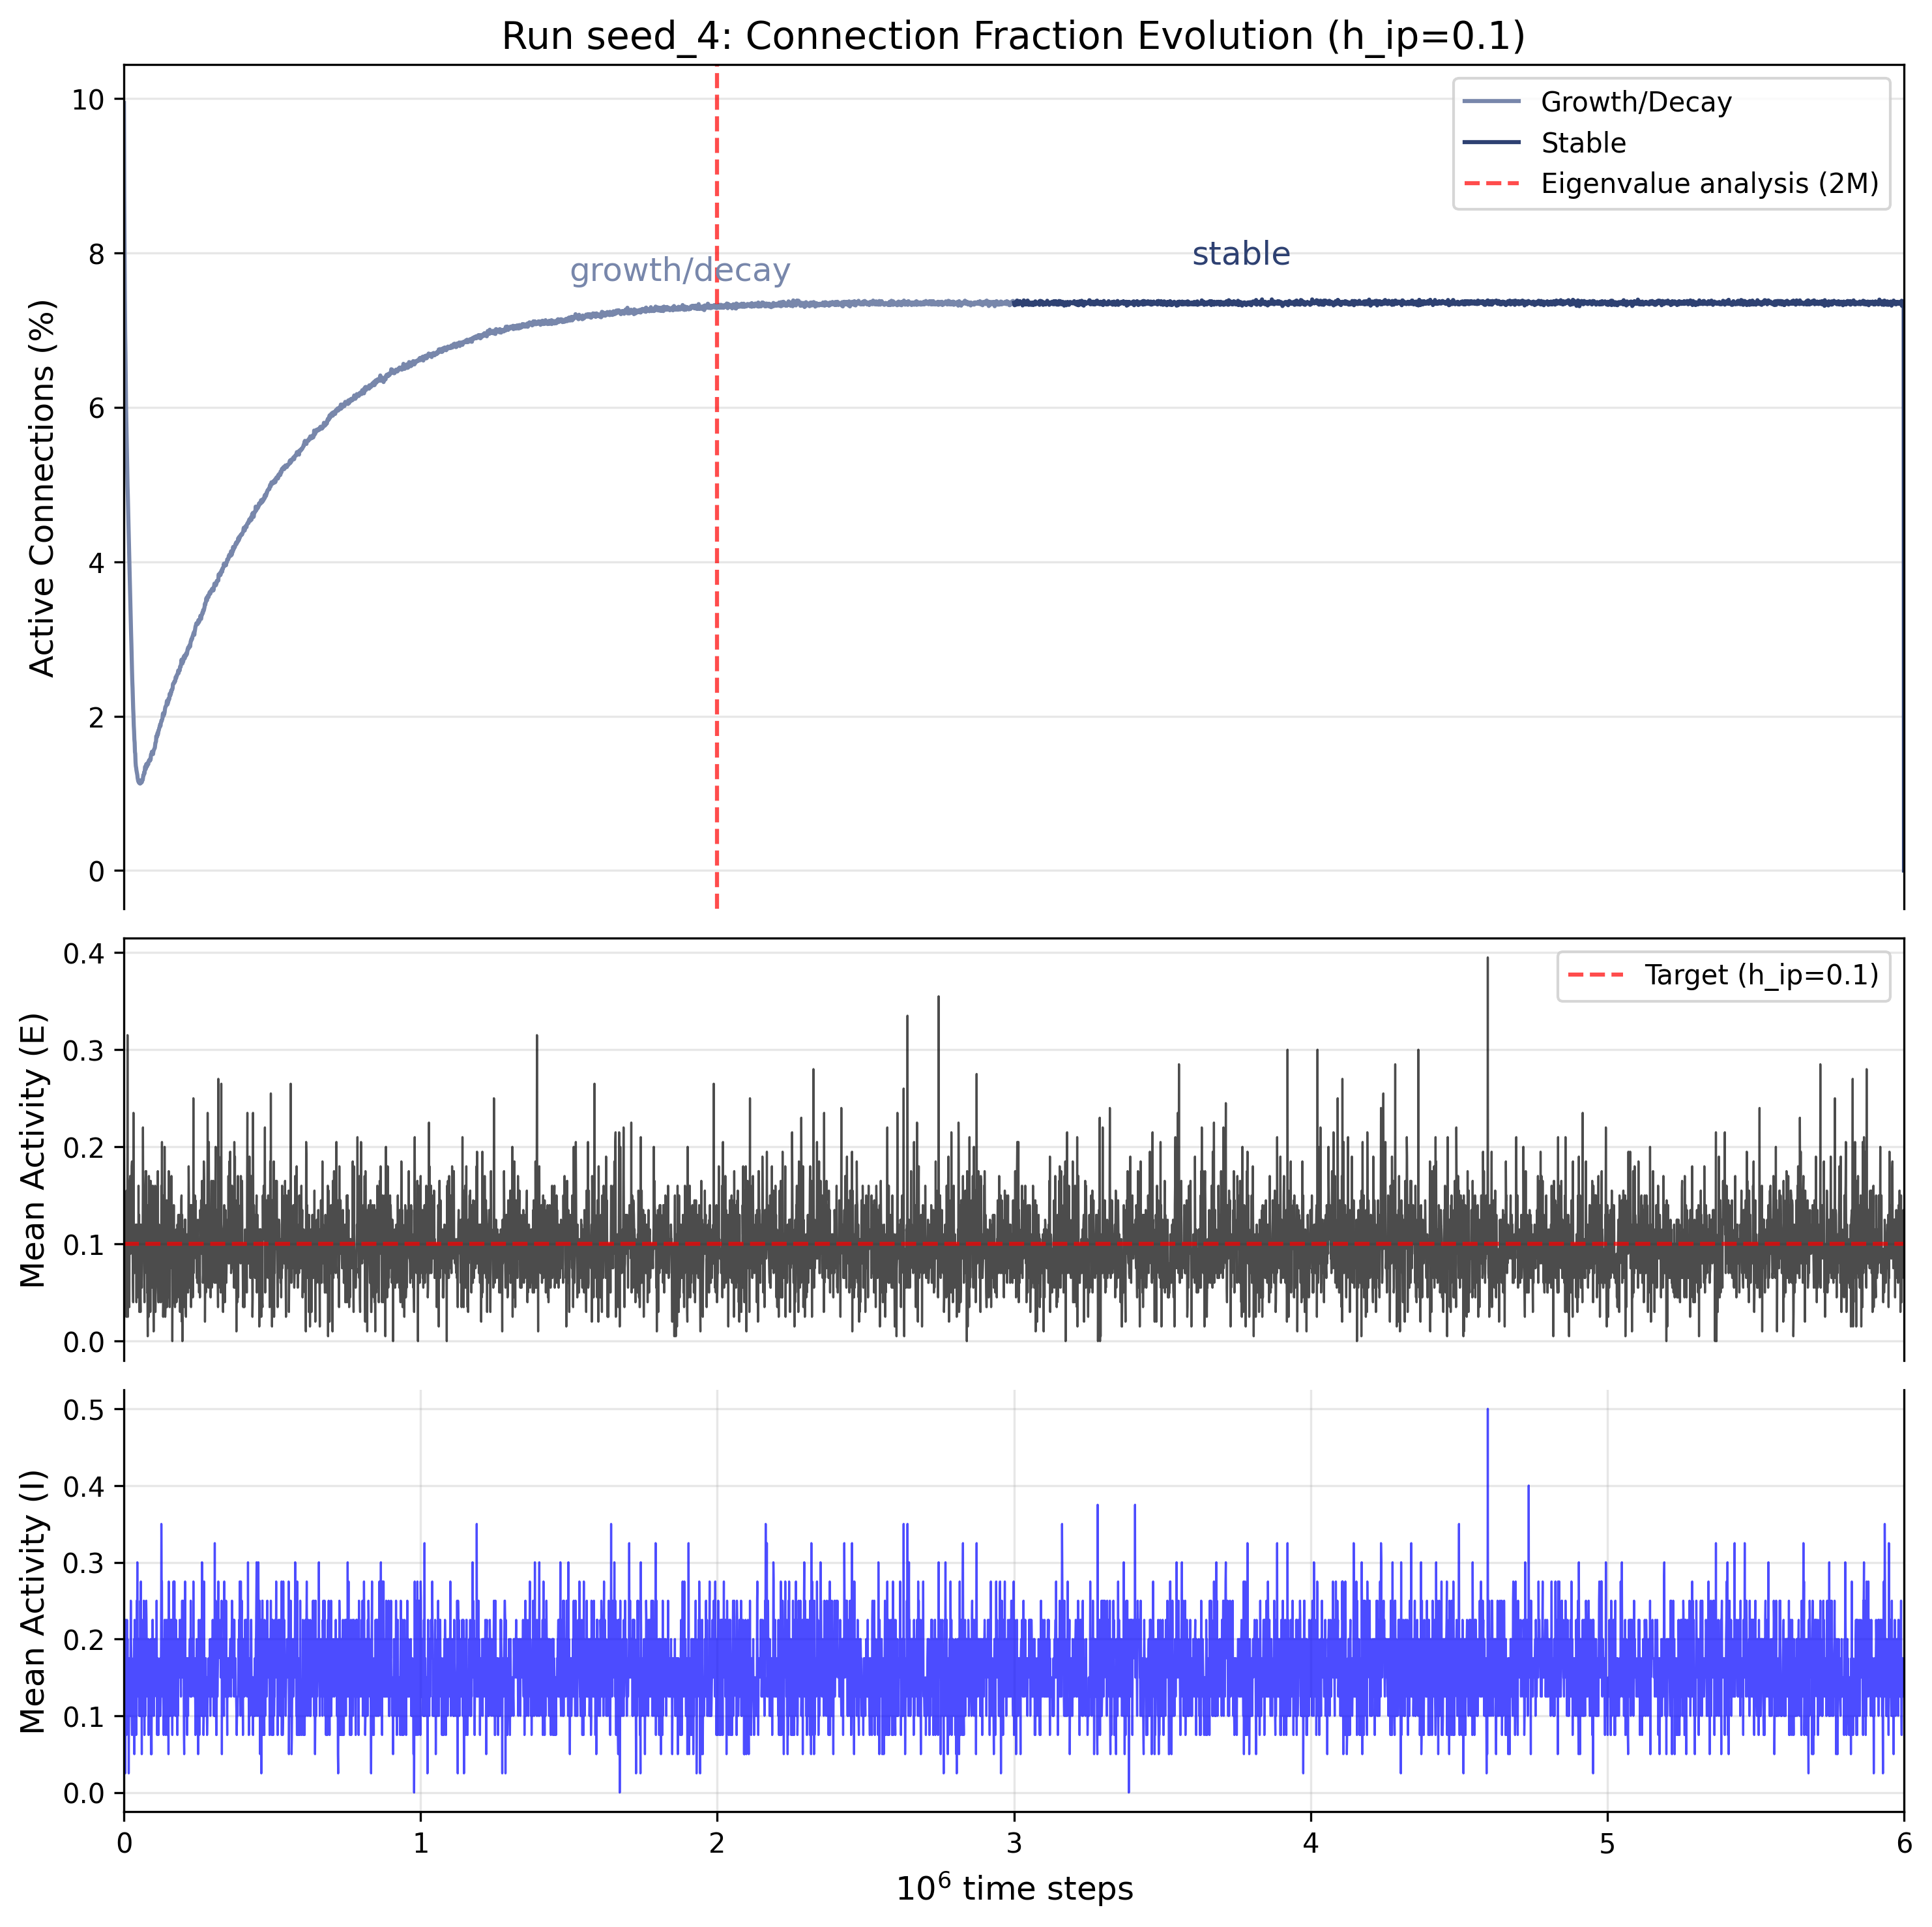 Run seed_4: Connection Fraction Evolution (h_ip=0.1)
Active Connections (%)
10
8
6
4
2
0
Growth/Decay
Stable
Eigenvalue analysis (2M)
growth/decay
stable
Mean Activity (E)
0.4
0.3
0.2
0.1
0.0
Target (h_ip=0.1)
Mean Activity (I)
0.5
0.4
0.3
0.2
0.1
0.0
0 1 2 3 4 5 6
10⁶ time steps